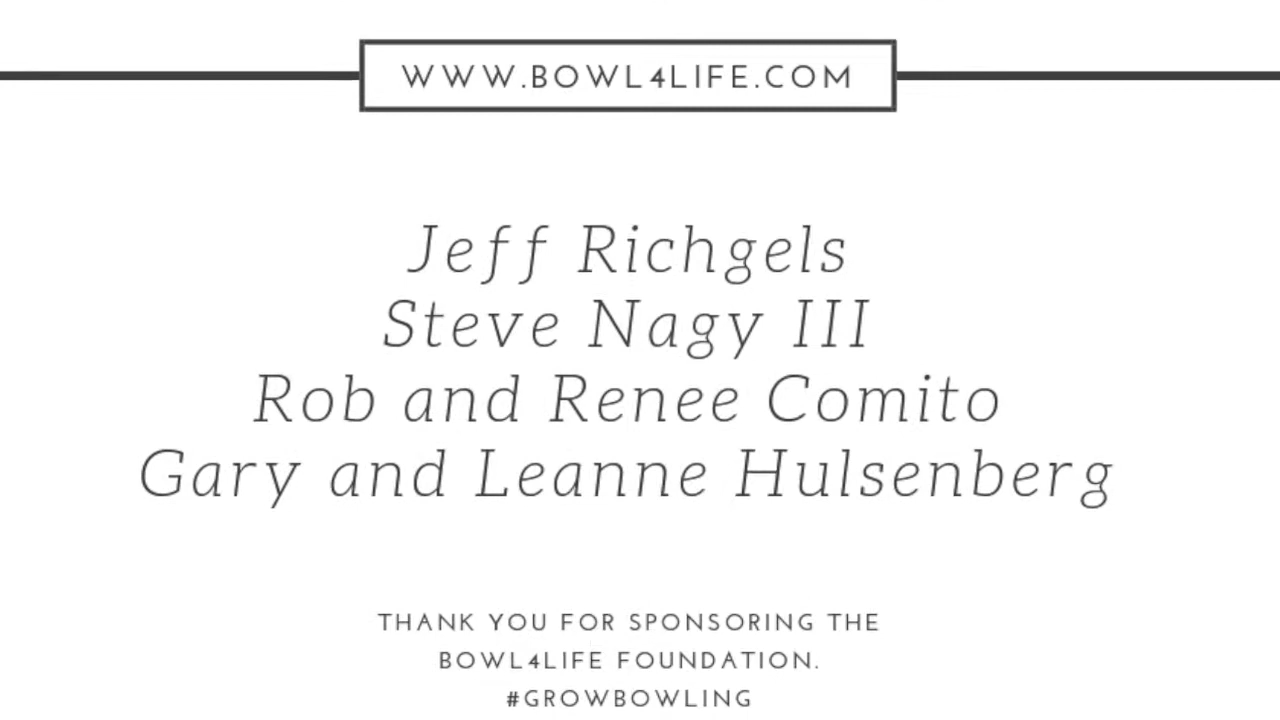 WWW.BOWL4LIFE.COM
Jeff Richgels
Steve Nagy III
Rob and Renee Comito
Gary and Leanne Hulsenberg
THANK YOU FOR SPONSORING THE
BOWL4LIFE FOUNDATION.
#GROWBOWLING